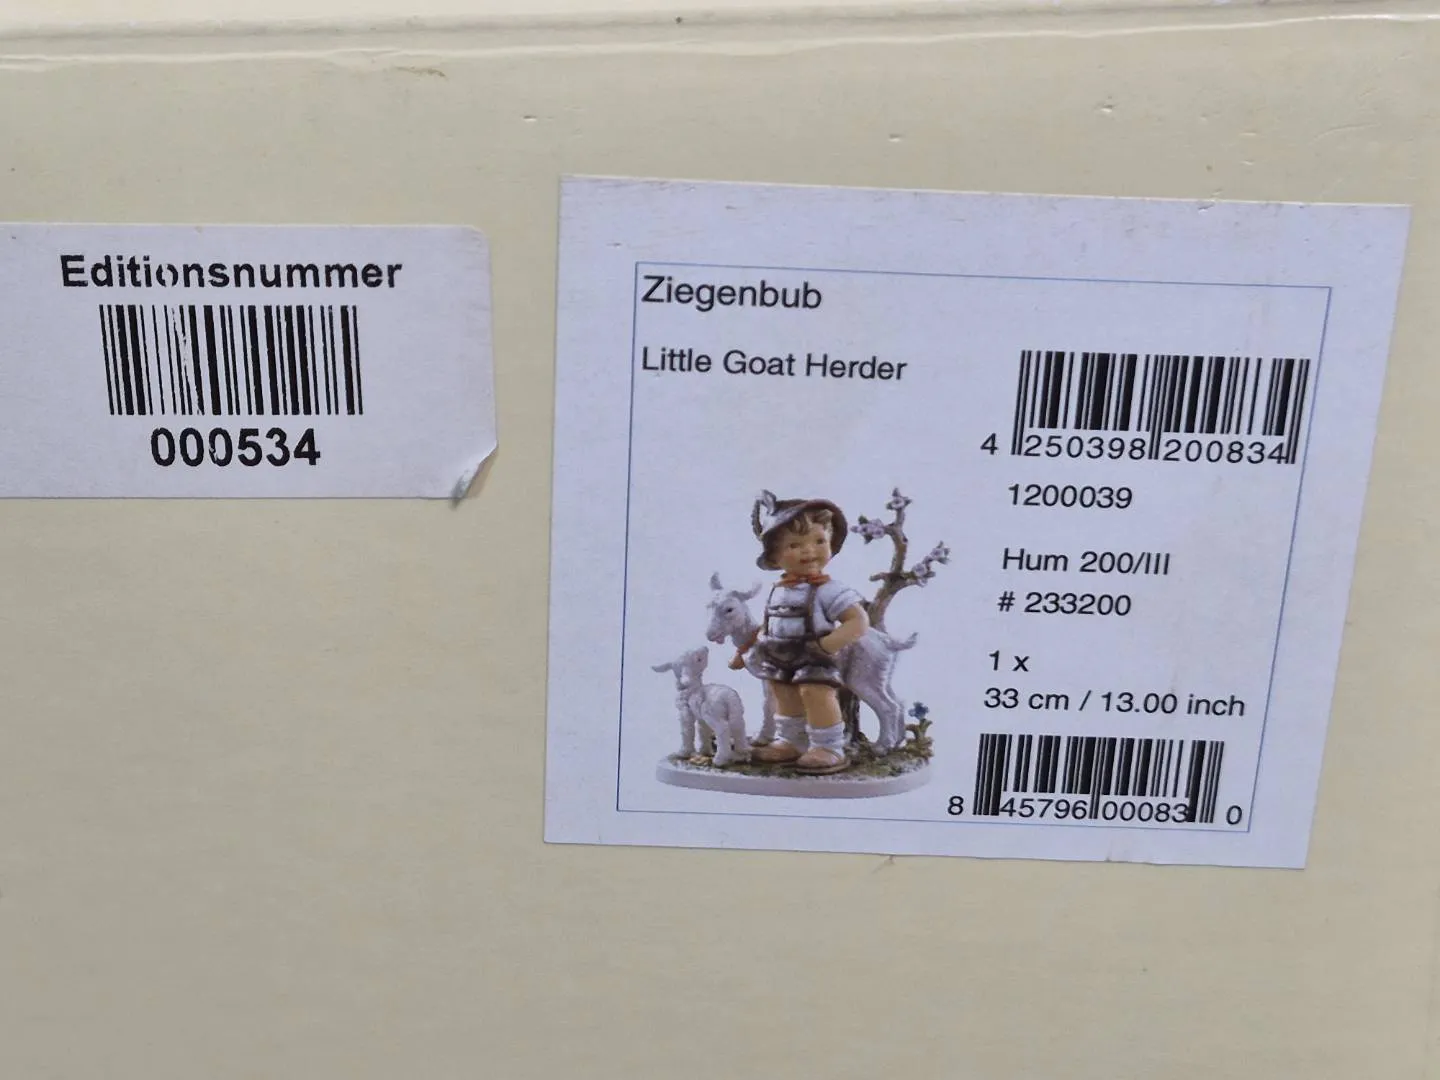 Editionsnummer
000534
Ziegenbub
Little Goat Herder
4 250398 200834
1200039
Hum 200/III
# 233200
1 x
33 cm / 13.00 inch
8 45796 00083 0